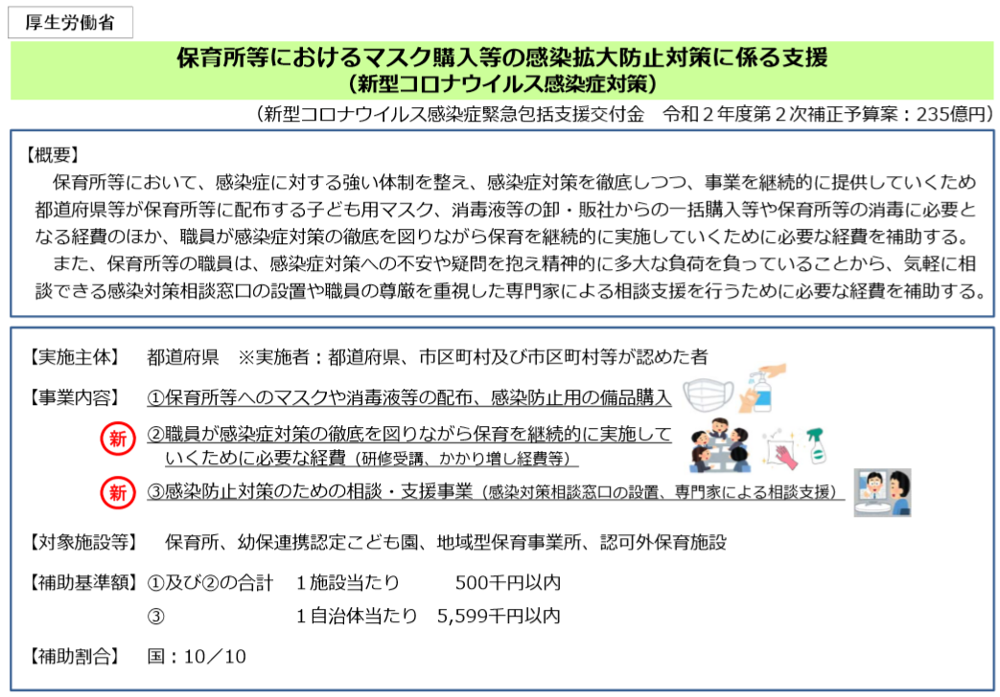 厚生労働省
保育所等におけるマスク購入等の感染拡大防止対策に係る支援
（新型コロナウイルス感染症対策）
（新型コロナウイルス感染症緊急包括支援交付金　令和２年度第２次補正予算案：235億円）
【概要】
保育所等において、感染症に対する強い体制を整え、感染症対策を徹底しつつ、事業を継続的に提供していくため
都道府県等が保育所等に配布する子ども用マスク、消毒液等の卸・販社からの一括購入等や保育所等の消毒に必要と
なる経費のほか、職員が感染症対策の徹底を図りながら保育を継続的に実施していくために必要な経費を補助する。
また、保育所等の職員は、感染症対策への不安や疑問を抱え精神的に多大な負荷を負っていることから、気軽に相
談できる感染対策相談窓口の設置や職員の尊厳を重視した専門家による相談支援を行うために必要な経費を補助する。
【実施主体】　都道府県　※実施者：都道府県、市区町村及び市区町村等が認めた者
【事業内容】　①保育所等へのマスクや消毒液等の配布、感染防止用の備品購入
新　②職員が感染症対策の徹底を図りながら保育を継続的に実施して
いくために必要な経費（研修受講、かかり増し経費等）
新　③感染防止対策のための相談・支援事業（感染対策相談窓口の設置、専門家による相談支援）
【対象施設等】　保育所、幼保連携認定こども園、地域型保育事業所、認可外保育施設
【補助基準額】①及び②の合計　１施設当たり　500千円以内
③　１自治体当たり　5,599千円以内
【補助割合】　国：10／10